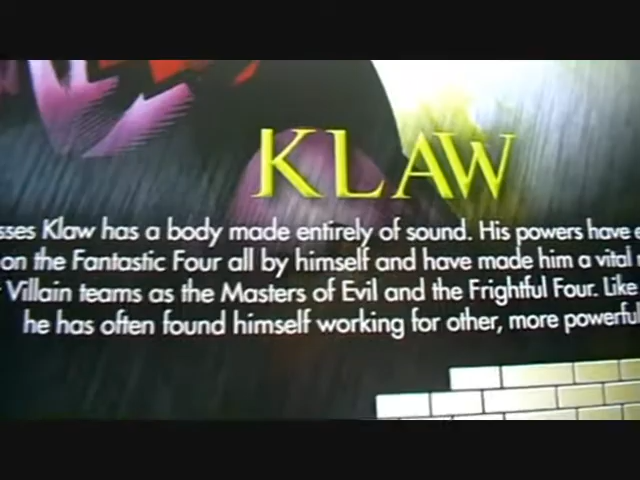 KLAW
sses Klaw has a body made entirely of sound. His powers have e
on the Fantastic Four all by himself and have made him a vital
Villain teams as the Masters of Evil and the Frightful Four. Like
he has often found himself working for other, more powerful